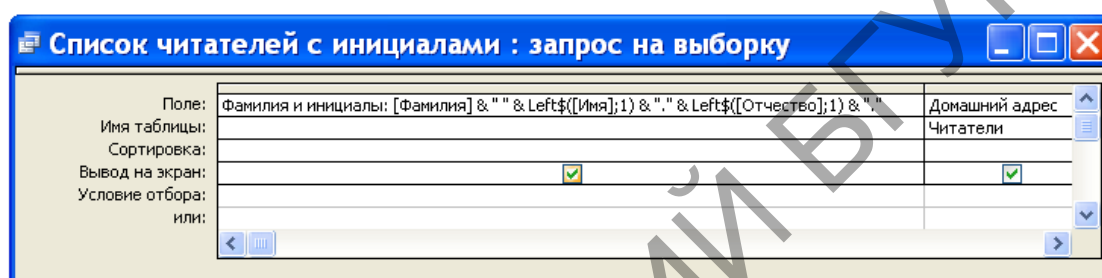 Список читателей с инициалами : запрос на выборку
Поле: Фамилия и инициалы: [Фамилия] & " " & Left$([Имя];1) & "." & Left$([Отчество];1) & "." Домашний адрес
Имя таблицы: Читатели
Сортировка:
Вывод на экран:
Условие отбора:
или: